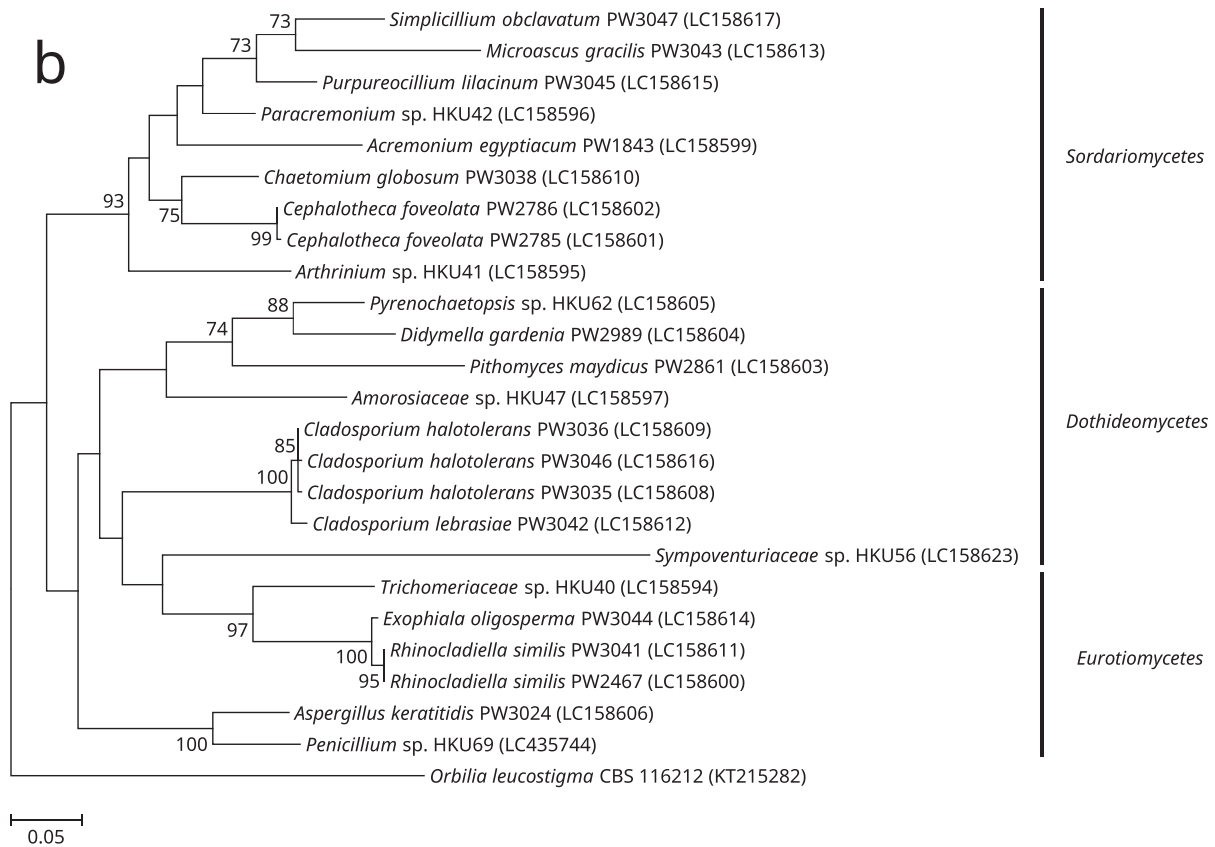 b
73
Simplicillium obclavatum PW3047 (LC158617)
73
Microascus gracilis PW3043 (LC158613)
Purpureocillium lilacinum PW3045 (LC158615)
Paracremonium sp. HKU42 (LC158596)
Acremonium egyptiacum PW1843 (LC158599)
Sordariomycetes
Chaetomium globosum PW3038 (LC158610)
93
75
Cephalotheca foveolata PW2786 (LC158602)
99
Cephalotheca foveolata PW2785 (LC158601)
Arthrinium sp. HKU41 (LC158595)
88
Pyrenochaetopsis sp. HKU62 (LC158605)
74
Didymella gardenia PW2989 (LC158604)
Pithomyces maydicus PW2861 (LC158603)
Amorosiaceae sp. HKU47 (LC158597)
Dothideomycetes
Cladosporium halotolerans PW3036 (LC158609)
85
Cladosporium halotolerans PW3046 (LC158616)
100
Cladosporium halotolerans PW3035 (LC158608)
Cladosporium lebrasiae PW3042 (LC158612)
Sympoventuriaceae sp. HKU56 (LC158623)
Trichomeriaceae sp. HKU40 (LC158594)
97
Exophiala oligosperma PW3044 (LC158614)
100
Rhinocladiella similis PW3041 (LC158611)
Eurotiomycetes
95
Rhinocladiella similis PW2467 (LC158600)
Aspergillus keratitidis PW3024 (LC158606)
100
Penicillium sp. HKU69 (LC435744)
Orbilia leucostigma CBS 116212 (KT215282)
0.05